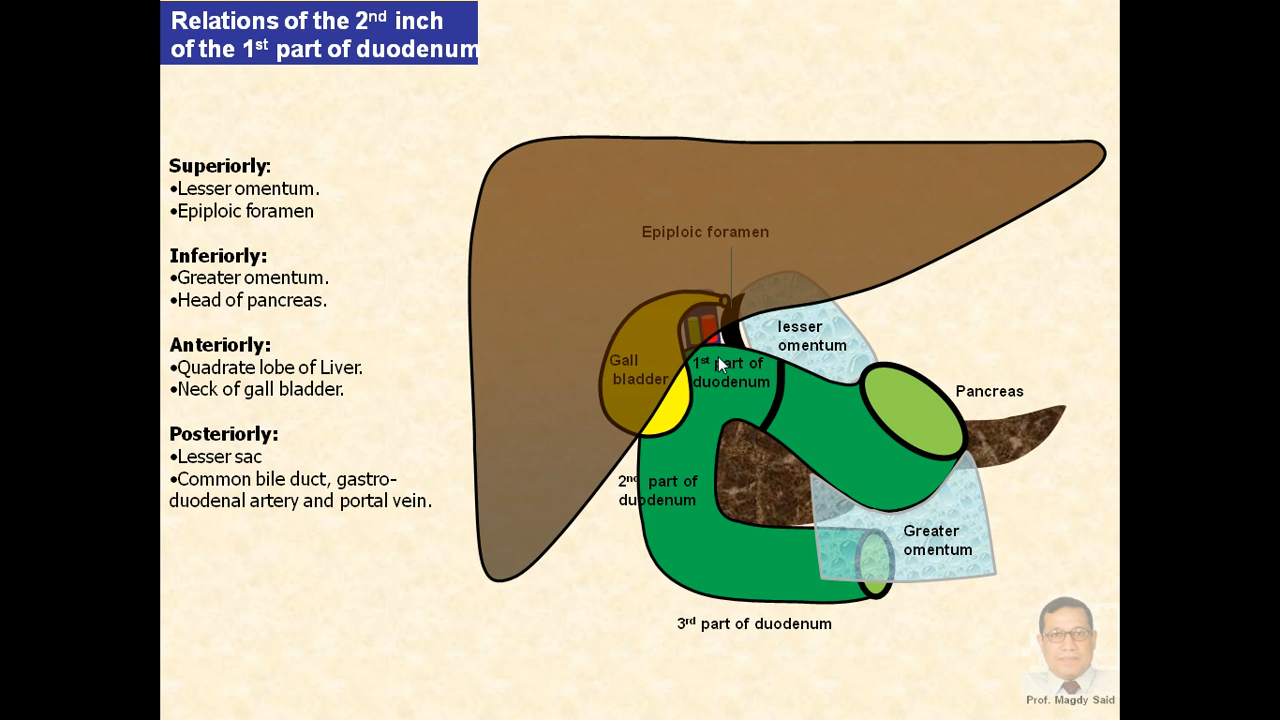 Relations of the 2nd inch
of the 1st part of duodenum
Superiorly:
•Lesser omentum.
•Epiploic foramen
Inferiorly:
•Greater omentum.
•Head of pancreas.
Anteriorly:
•Quadrate lobe of Liver.
•Neck of gall bladder.
Posteriorly:
•Lesser sac
•Common bile duct, gastro-
duodenal artery and portal vein.
Epiploic foramen
lesser
omentum
Gall
bladder
1st part of
duodenum
Pancreas
2nd part of
duodenum
Greater
omentum
3rd part of duodenum
Prof. Magdy Said